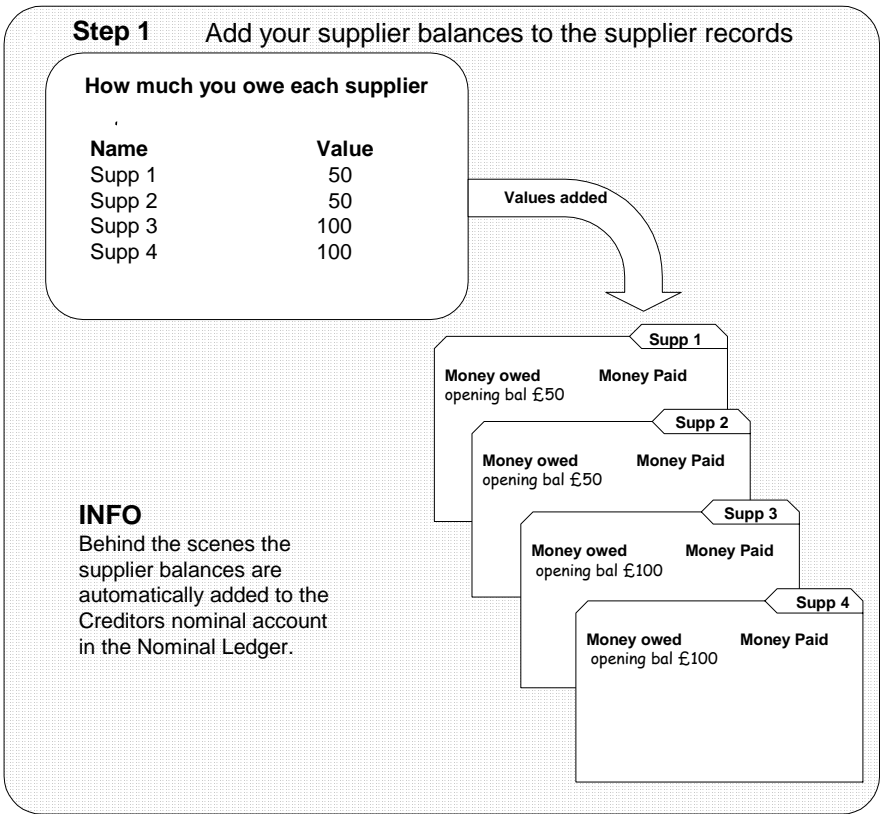 Step 1 Add your supplier balances to the supplier records
How much you owe each supplier
Name Value
Supp 1 50
Supp 2 50
Supp 3 100
Supp 4 100
Values added
Supp 1
Money owed Money Paid
opening bal £50
Supp 2
Money owed Money Paid
opening bal £50
Supp 3
Money owed Money Paid
opening bal £100
Supp 4
Money owed Money Paid
opening bal £100
INFO
Behind the scenes the
supplier balances are
automatically added to the
Creditors nominal account
in the Nominal Ledger.